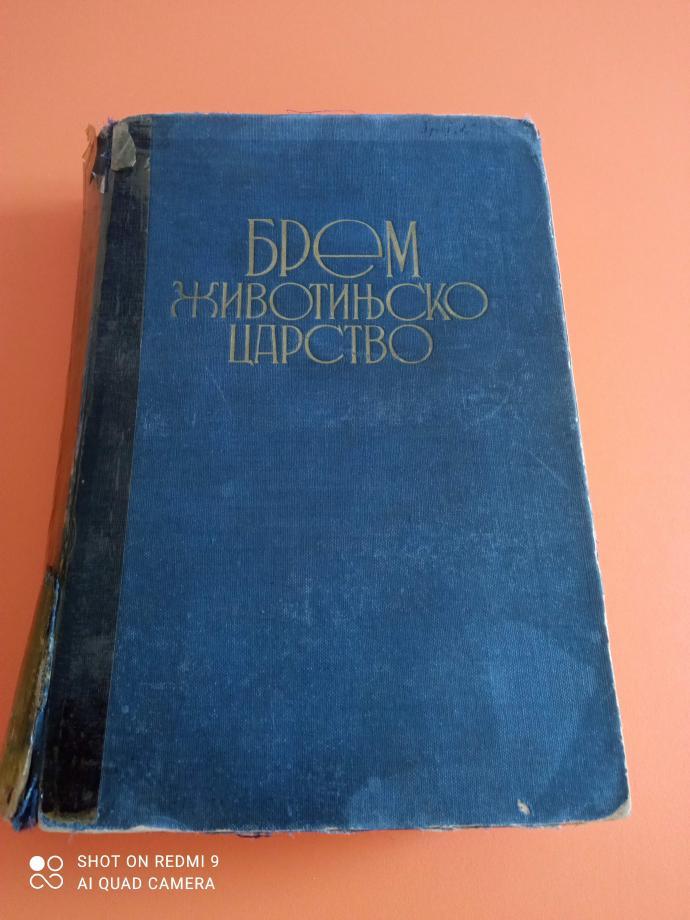 БРЕМ
ЖИВОТИЊСКО
ЦАРСТВО
SHOT ON REDMI 9
AI QUAD CAMERA